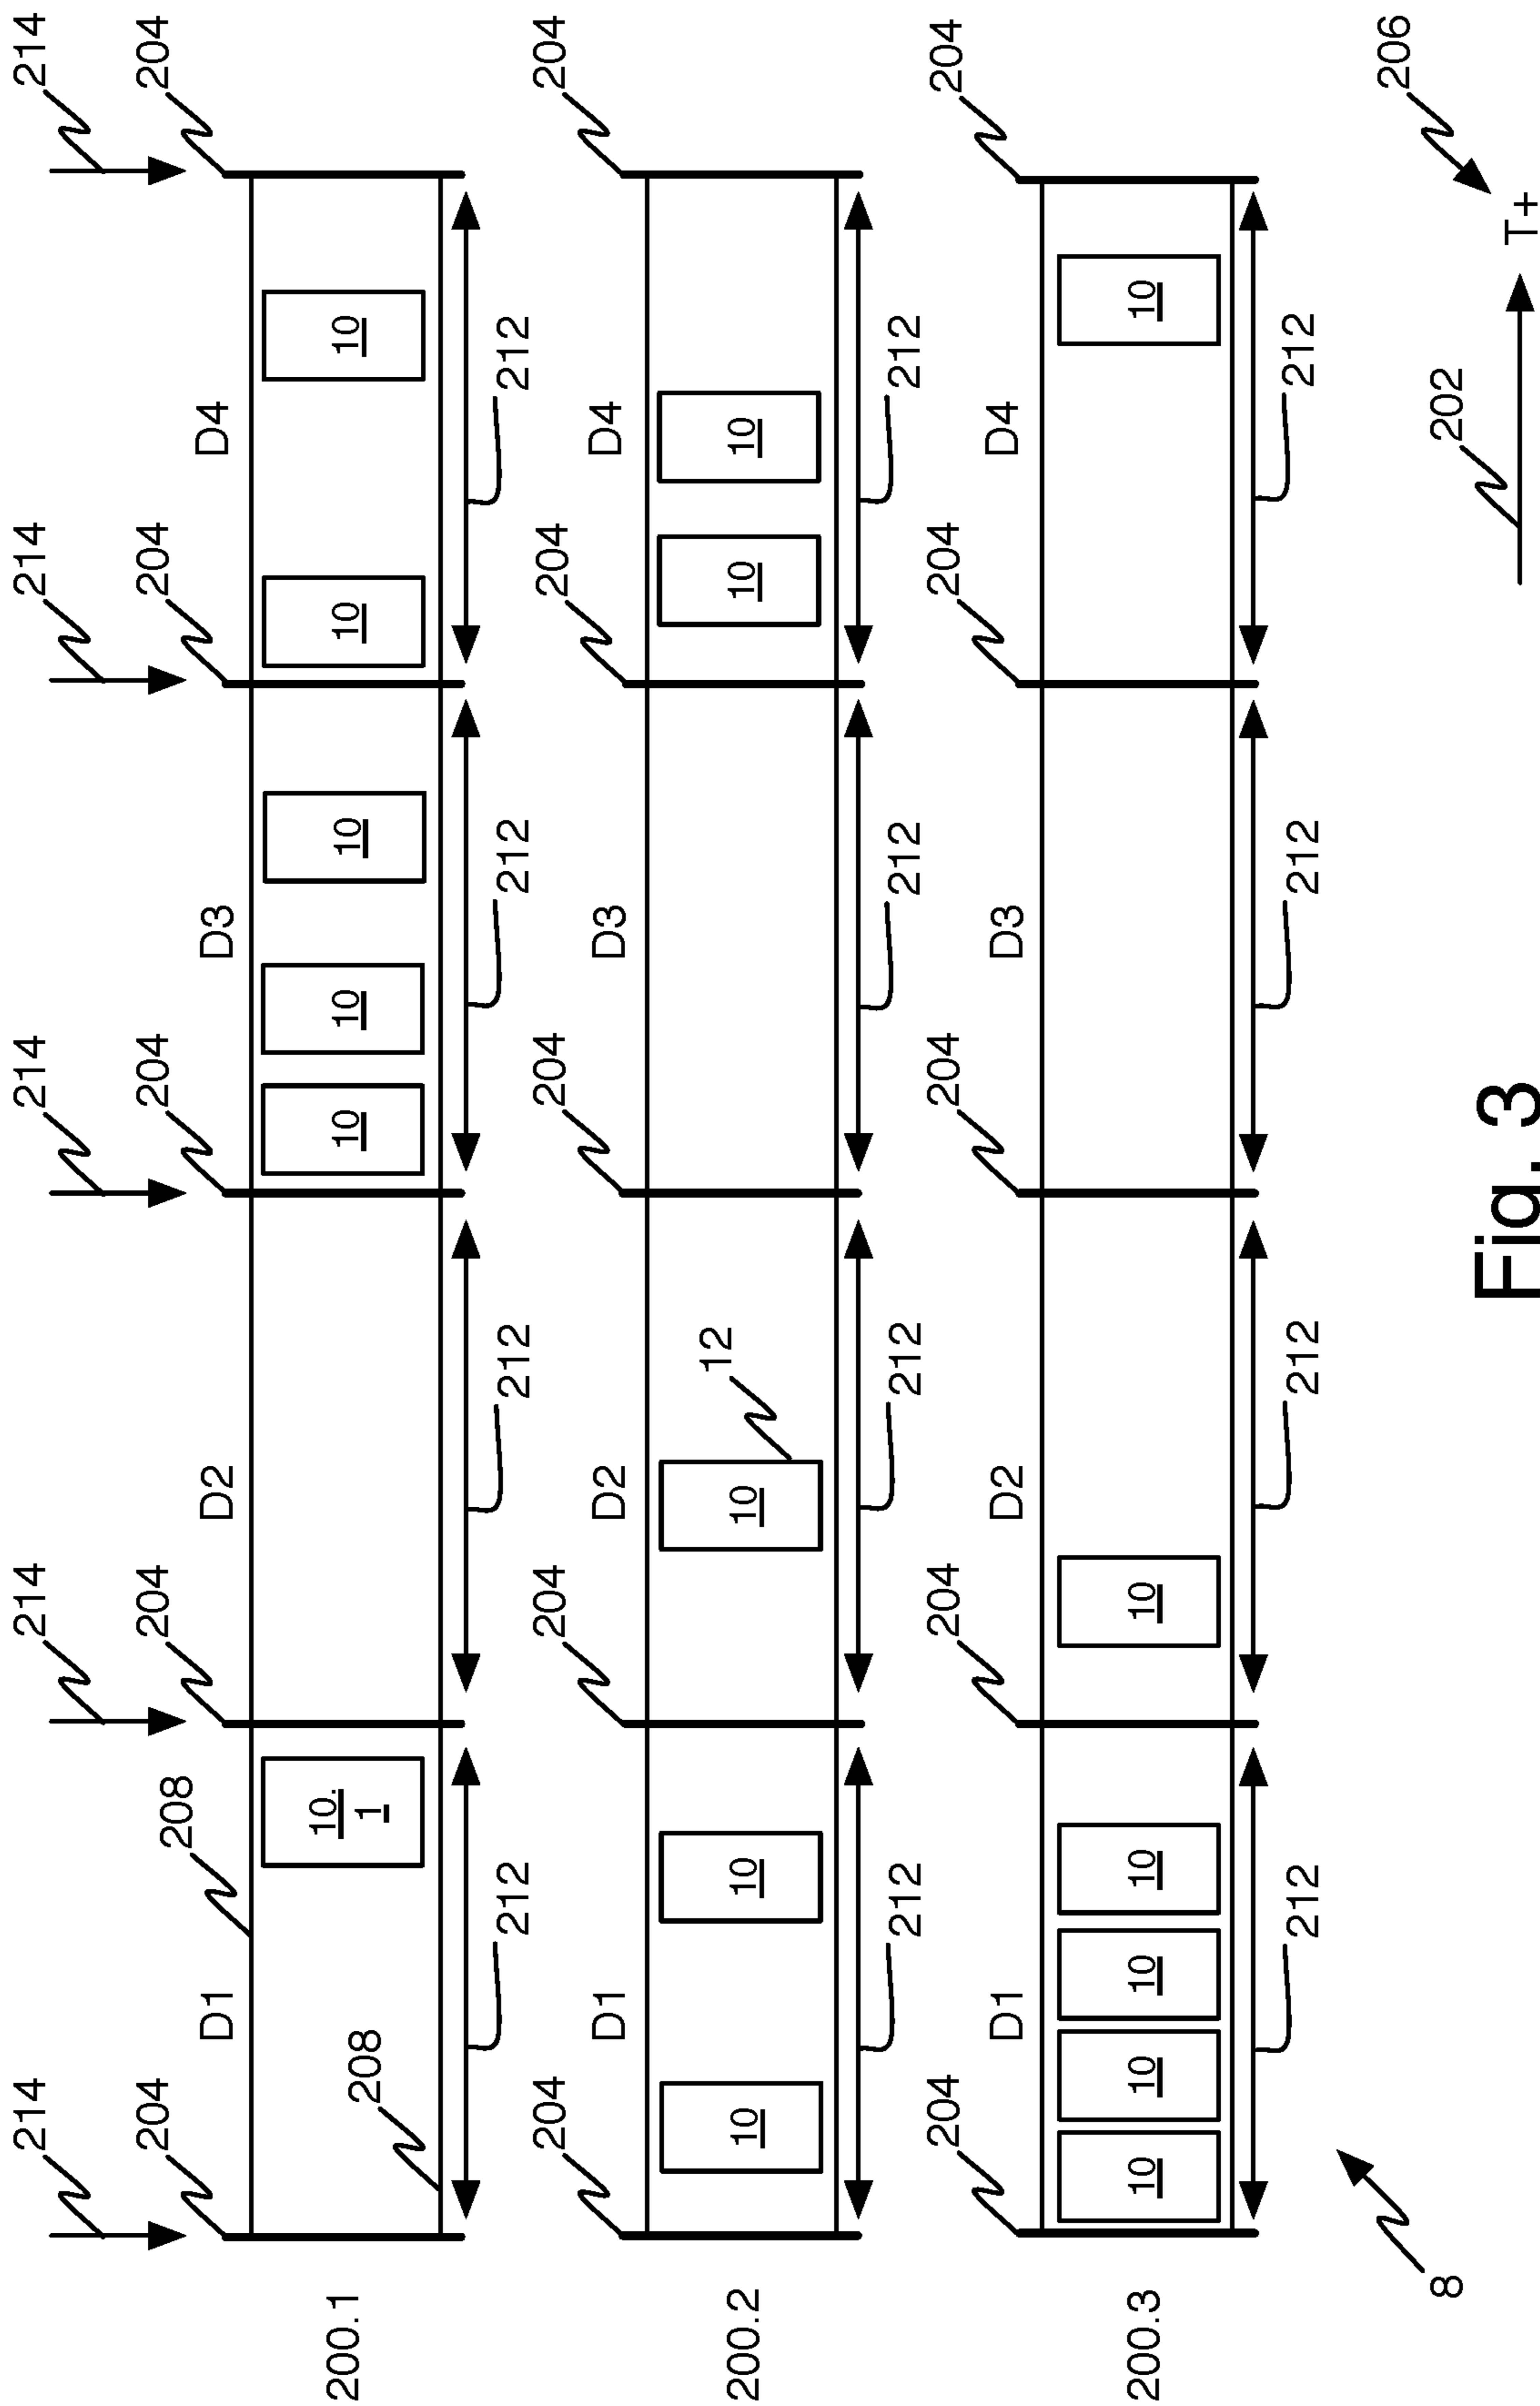 214 214 214 214 214
204 204 204 204 204
208
D1 D2 D3 D4
200.1
10.
1
10 10 10 10 10
208
212 212 212 212
204 204 204 204 204
D1 D2 D3 D4
12
200.2
10 10 10 10 10
212 212 212 212
204 204 204 204 204
D1 D2 D3 D4
200.3
10 10 10 10 10 10
212 212 212 212
8
206
202
T+
Fig. 3